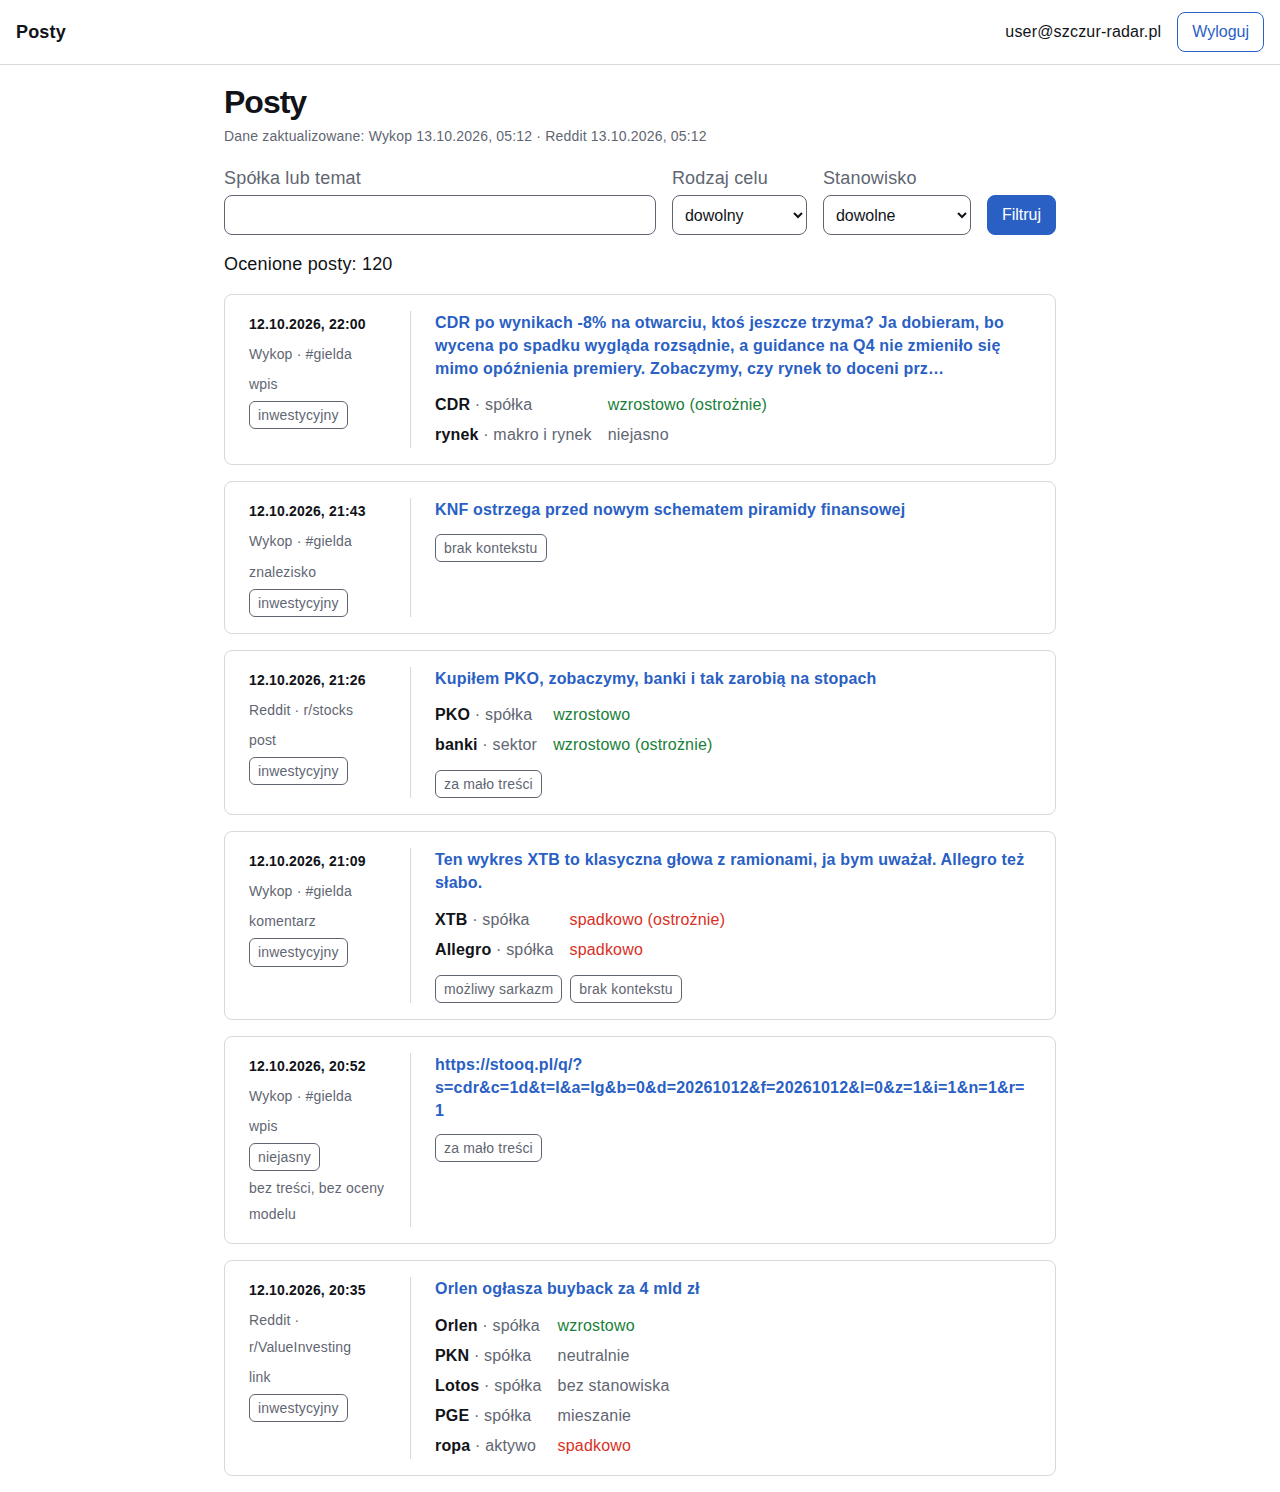 Posty
user@szczur-radar.pl
Wyloguj
Posty
Dane zaktualizowane: Wykop 13.10.2026, 05:12 · Reddit 13.10.2026, 05:12
Spółka lub temat
Rodzaj celu
Stanowisko
dowolny
dowolne
Filtruj
Ocenione posty: 120
12.10.2026, 22:00
Wykop · #gielda
wpis
inwestycyjny
CDR po wynikach -8% na otwarciu, ktoś jeszcze trzyma? Ja dobieram, bo
wycena po spadku wygląda rozsądnie, a guidance na Q4 nie zmieniło się
mimo opóźnienia premiery. Zobaczymy, czy rynek to doceni prz…
CDR · spółka wzrostowo (ostrożnie)
rynek · makro i rynek niejasno
12.10.2026, 21:43
Wykop · #gielda
znalezisko
inwestycyjny
KNF ostrzega przed nowym schematem piramidy finansowej
brak kontekstu
12.10.2026, 21:26
Reddit · r/stocks
post
inwestycyjny
Kupiłem PKO, zobaczymy, banki i tak zarobią na stopach
PKO · spółka wzrostowo
banki · sektor wzrostowo (ostrożnie)
za mało treści
12.10.2026, 21:09
Wykop · #gielda
komentarz
inwestycyjny
Ten wykres XTB to klasyczna głowa z ramionami, ja bym uważał. Allegro też
słabo.
XTB · spółka spadkowo (ostrożnie)
Allegro · spółka spadkowo
możliwy sarkazm brak kontekstu
12.10.2026, 20:52
Wykop · #gielda
wpis
niejasny
bez treści, bez oceny
modelu
https://stooq.pl/q/?
s=cdr&c=1d&t=l&a=lg&b=0&d=20261012&f=20261012&l=0&z=1&i=1&n=1&r=
1
za mało treści
12.10.2026, 20:35
Reddit ·
r/ValueInvesting
link
inwestycyjny
Orlen ogłasza buyback za 4 mld zł
Orlen · spółka wzrostowo
PKN · spółka neutralnie
Lotos · spółka bez stanowiska
PGE · spółka mieszanie
ropa · aktywo spadkowo